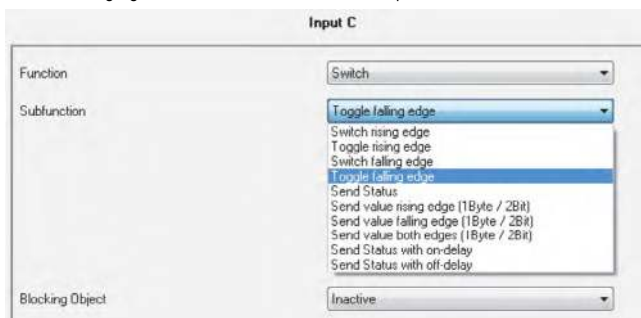 Input C
Function Switch
Subfunction Toggle falling edge
Switch rising edge
Toggle rising edge
Switch falling edge
Toggle falling edge
Send Status
Send value rising edge (1Byte / 2Bit)
Send value falling edge (1Byte / 2Bit)
Send value both edges (1Byte / 2Bit)
Send Status with on-delay
Send Status with off-delay
Blocking Object Inactive